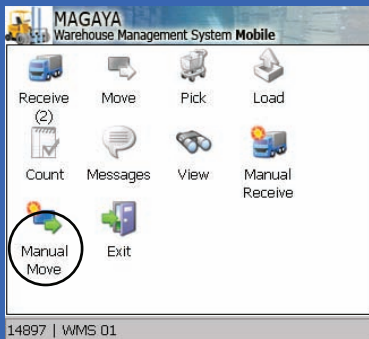 MAGAYA
Warehouse Management System Mobile
Receive Move Pick Load
(2)
Count Messages View Manual
Receive
Manual Exit
Move
14897 | WMS 01